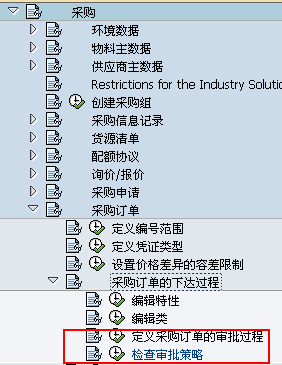 采购
环境数据
物料主数据
供应商主数据
Restrictions for the Industry Solution
创建采购组
采购信息记录
货源清单
配额协议
询价/报价
采购申请
采购订单
定义编号范围
定义凭证类型
设置价格差异的容差限制
采购订单的下达过程
编辑特性
编辑类
定义采购订单的审批过程
检查审批策略